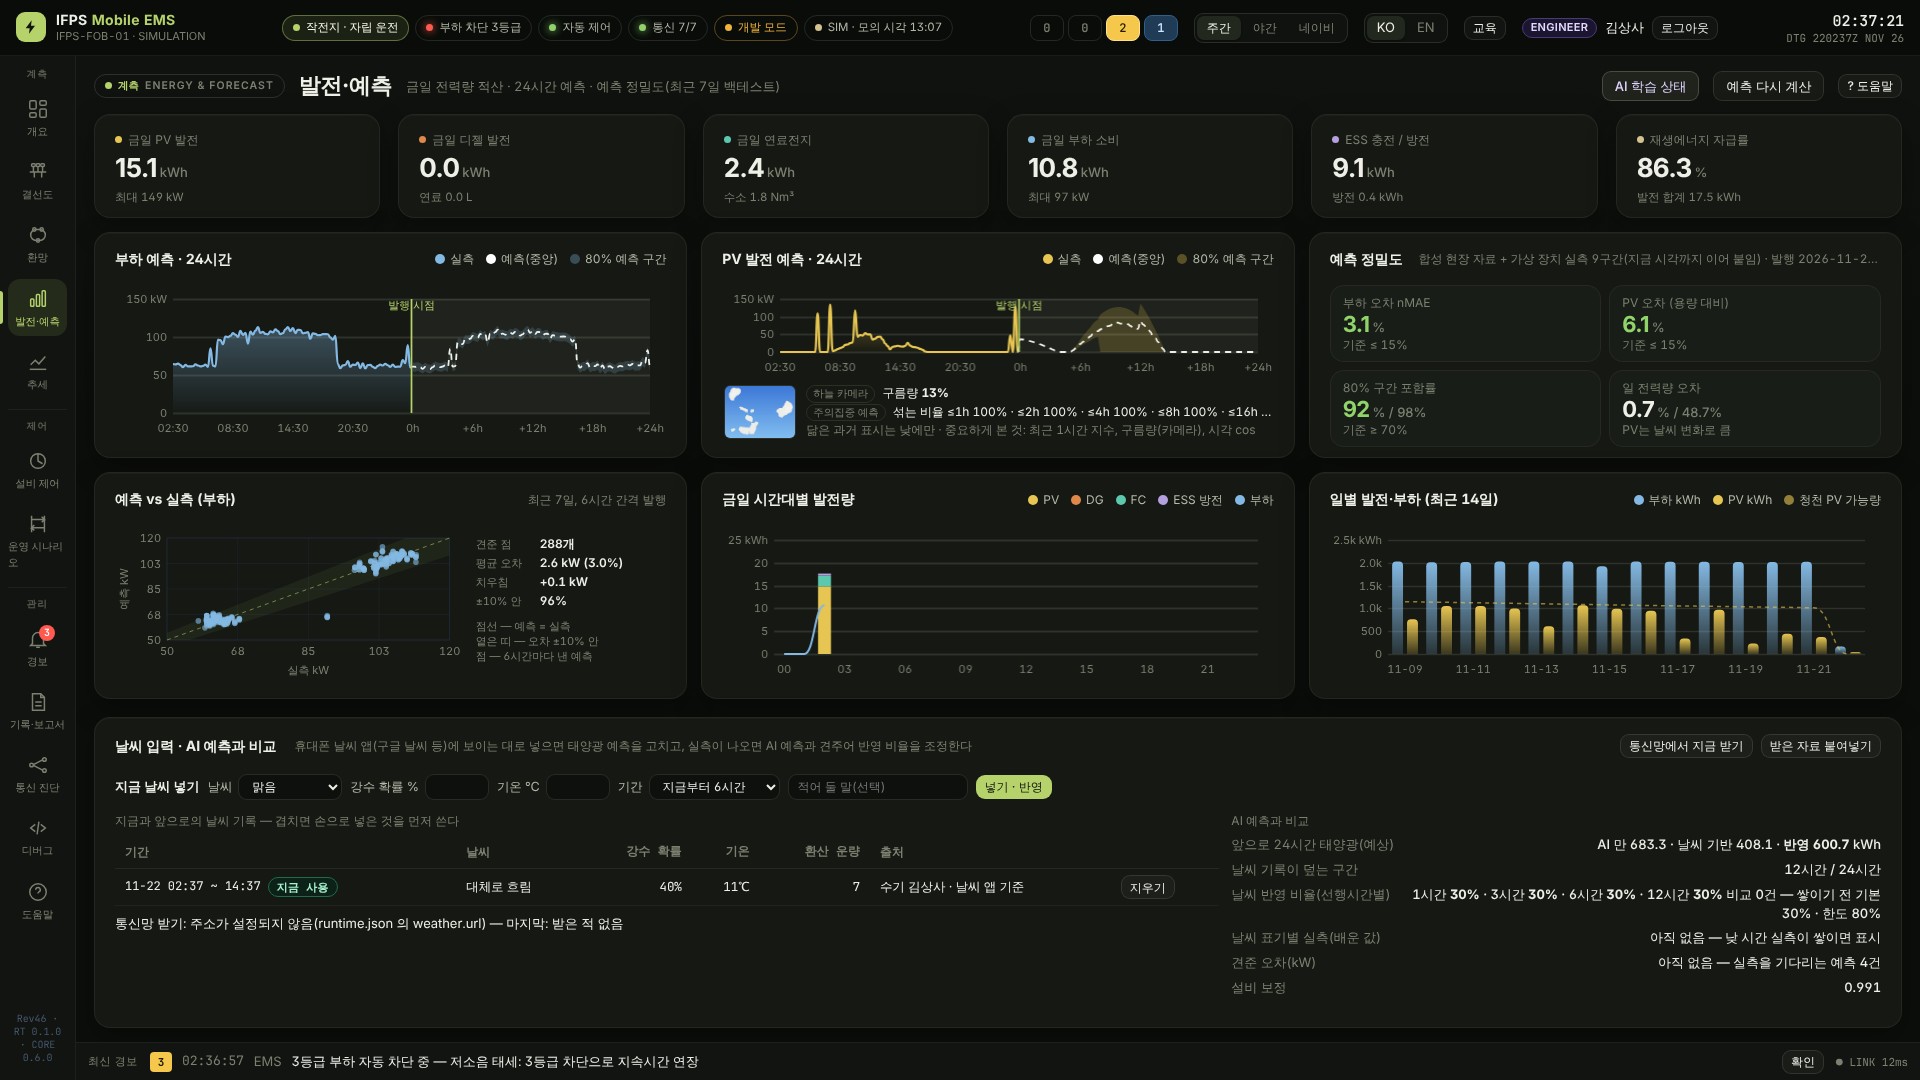 IFPS Mobile EMS
IFPS-FOB-01 · SIMULATION
작전지 · 자립 운전
부하 차단 3등급
자동 제어
통신 7/7
개발 모드
SIM · 모의 시각 13:07
0 0 2 1
주간 야간 네이비
KO EN
교육
ENGINEER 김상사 로그아웃
02:37:21
DTG 220237Z NOV 26
계측
개요
결선도
환망
발전·예측
추세
제어
설비 제어
운영 시나리오
관리
3
경보
기록·보고서
통신 진단
디버그
도움말
Rev46 · RT 0.1.0 · CORE 0.6.0
계측 ENERGY & FORECAST
발전·예측
금일 전력량 적산 · 24시간 예측 · 예측 정밀도(최근 7일 백테스트)
AI 학습 상태
예측 다시 계산
? 도움말
금일 PV 발전
15.1 kWh
최대 149 kW
금일 디젤 발전
0.0 kWh
연료 0.0 L
금일 연료전지
2.4 kWh
수소 1.8 Nm³
금일 부하 소비
10.8 kWh
최대 97 kW
ESS 충전 / 방전
9.1 kWh
방전 0.4 kWh
재생에너지 자급률
86.3 %
발전 합계 17.5 kWh
부하 예측 · 24시간
실측 예측(중앙) 80% 예측 구간
발행 시점
150 kW
100
50
0
02:30 08:30 14:30 20:30 0h +6h +12h +18h +24h
PV 발전 예측 · 24시간
실측 예측(중앙) 80% 예측 구간
발행 시점
150 kW
100
50
0
02:30 08:30 14:30 20:30 0h +6h +12h +18h +24h
하늘 카메라 구름량 13%
주의집중 예측 섞는 비율 ≤1h 100% · ≤2h 100% · ≤4h 100% · ≤8h 100% · ≤16h ...
닮은 과거 표시는 낮에만 · 중요하게 본 것: 최근 1시간 지수, 구름량(카메라), 시각 cos
예측 정밀도
합성 현장 자료 + 가상 장치 실측 9구간(지금 시각까지 이어 붙임) · 발행 2026-11-2...
부하 오차 nMAE
3.1 %
기준 ≤ 15%
PV 오차 (용량 대비)
6.1 %
기준 ≤ 15%
80% 구간 포함률
92 % / 98%
기준 ≥ 70%
일 전력량 오차
0.7 % / 48.7%
PV는 날씨 변화로 큼
예측 vs 실측 (부하)
최근 7일, 6시간 간격 발행
예측 kW
120
103
85
68
50
50 68 85 103 120
실측 kW
견준 점 288개
평균 오차 2.6 kW (3.0%)
치우침 +0.1 kW
±10% 안 96%
점선 — 예측 = 실측
옅은 띠 — 오차 ±10% 안
점 — 6시간마다 낸 예측
금일 시간대별 발전량
PV DG FC ESS 방전 부하
25 kWh
20
15
10
5
0
00 03 06 09 12 15 18 21
일별 발전·부하 (최근 14일)
부하 kWh PV kWh 청천 PV 가능량
2.5k kWh
2.0k
1.5k
1.0k
500
0
11-09 11-11 11-13 11-15 11-17 11-19 11-21
날씨 입력 · AI 예측과 비교
휴대폰 날씨 앱(구글 날씨 등)에 보이는 대로 넣으면 태양광 예측을 고치고, 실측이 나오면 AI 예측과 견주어 반영 비율을 조정한다
통신망에서 지금 받기
받은 자료 붙여넣기
지금 날씨 넣기 날씨 맑음 강수 확률 % 기온 °C 기간 지금부터 6시간 적어 둘 말(선택) 넣기 · 반영
지금과 앞으로의 날씨 기록 — 겹치면 손으로 넣은 것을 먼저 쓴다
기간 날씨 강수 확률 기온 환산 운량 출처
11-22 02:37 ~ 14:37 지금 사용 대체로 흐림 40% 11℃ 7 수기 김상사 · 날씨 앱 기준 지우기
통신망 받기: 주소가 설정되지 않음(runtime.json 의 weather.url) — 마지막: 받은 적 없음
AI 예측과 비교
앞으로 24시간 태양광(예상) AI 만 683.3 · 날씨 기반 408.1 · 반영 600.7 kWh
날씨 기록이 덮는 구간 12시간 / 24시간
날씨 반영 비율(선행시간별) 1시간 30% · 3시간 30% · 6시간 30% · 12시간 30% 비교 0건 — 쌓이기 전 기본
30% · 한도 80%
날씨 표기별 실측(배운 값) 아직 없음 — 낮 시간 실측이 쌓이면 표시
견준 오차(kW) 아직 없음 — 실측을 기다리는 예측 4건
설비 보정 0.991
최신 경보 3 02:36:57 EMS 3등급 부하 자동 차단 중 — 저소음 태세: 3등급 차단으로 지속시간 연장
확인
LINK 12ms